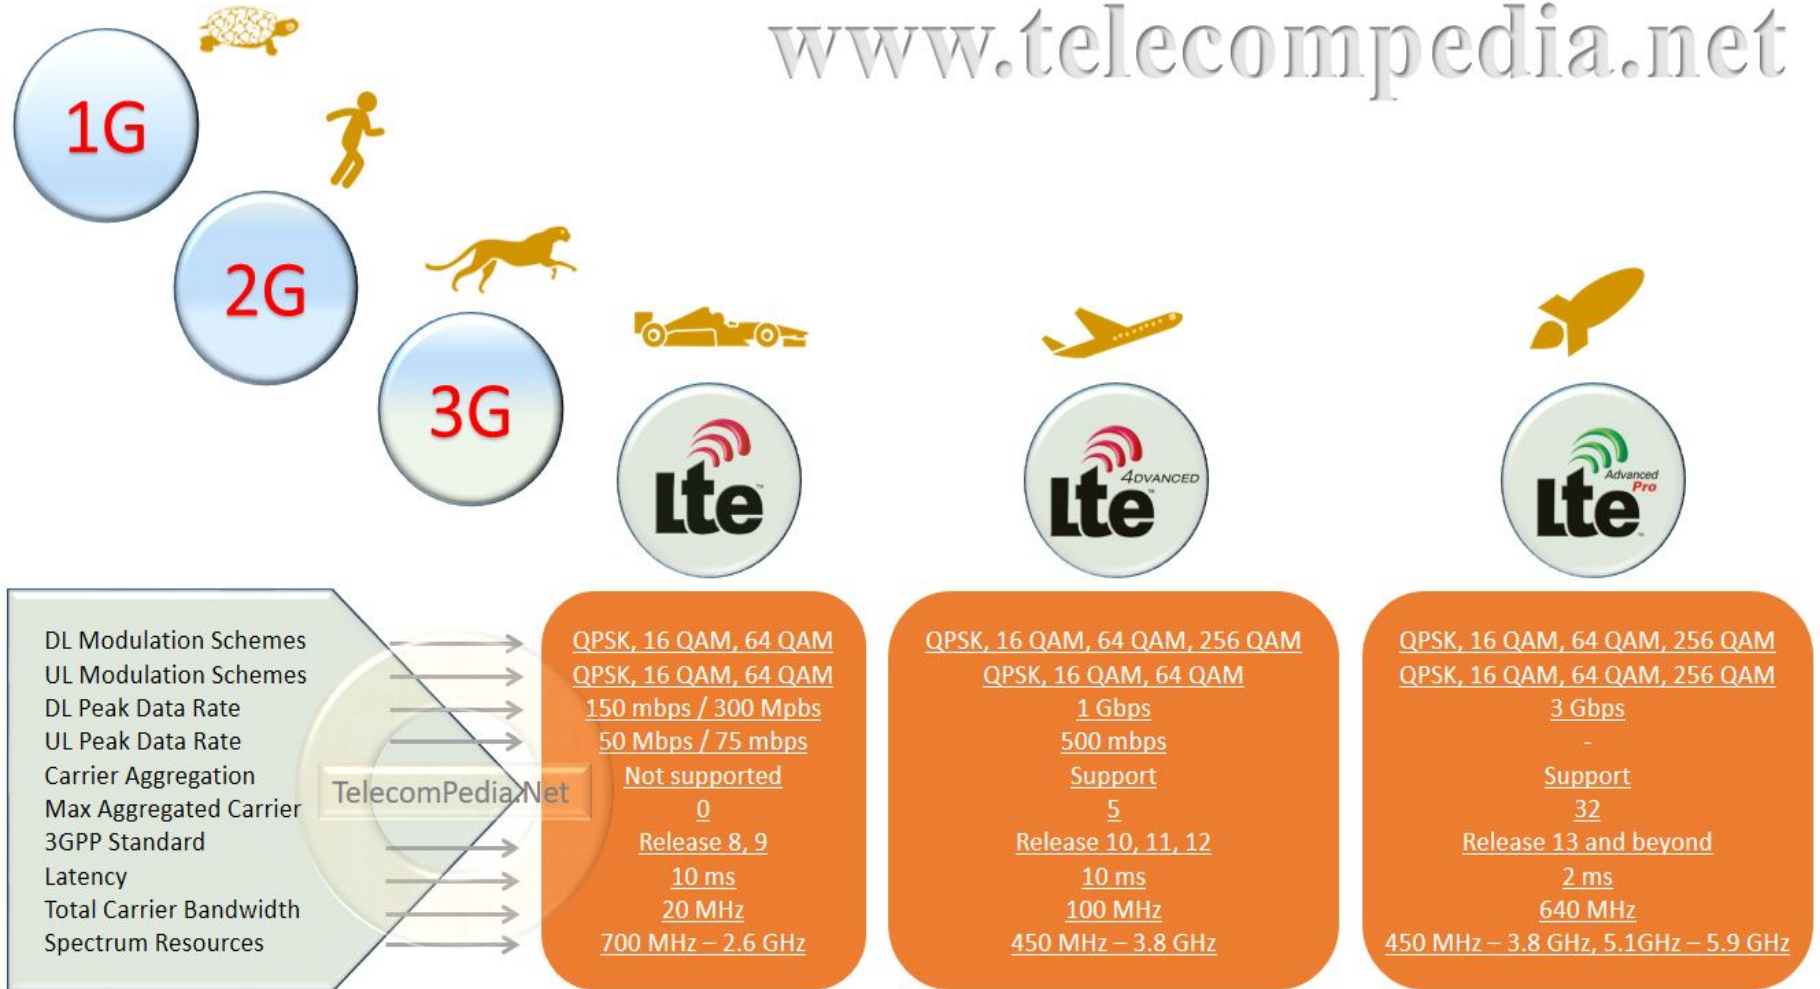 www.telecompedia.net
1G
2G
3G
Lte™
Lte™ 4DVANCED
Lte Advanced Pro
DL Modulation Schemes QPSK, 16 QAM, 64 QAM QPSK, 16 QAM, 64 QAM, 256 QAM QPSK, 16 QAM, 64 QAM, 256 QAM
UL Modulation Schemes QPSK, 16 QAM, 64 QAM QPSK, 16 QAM, 64 QAM QPSK, 16 QAM, 64 QAM, 256 QAM
DL Peak Data Rate 150 mbps / 300 Mpbs 1 Gbps 3 Gbps
UL Peak Data Rate 50 Mbps / 75 mbps 500 mbps -
Carrier Aggregation Not supported Support Support
TelecomPedia.Net
Max Aggregated Carrier 0 5 32
3GPP Standard Release 8, 9 Release 10, 11, 12 Release 13 and beyond
Latency 10 ms 10 ms 2 ms
Total Carrier Bandwidth 20 MHz 100 MHz 640 MHz
Spectrum Resources 700 MHz – 2.6 GHz 450 MHz – 3.8 GHz 450 MHz – 3.8 GHz, 5.1GHz – 5.9 GHz